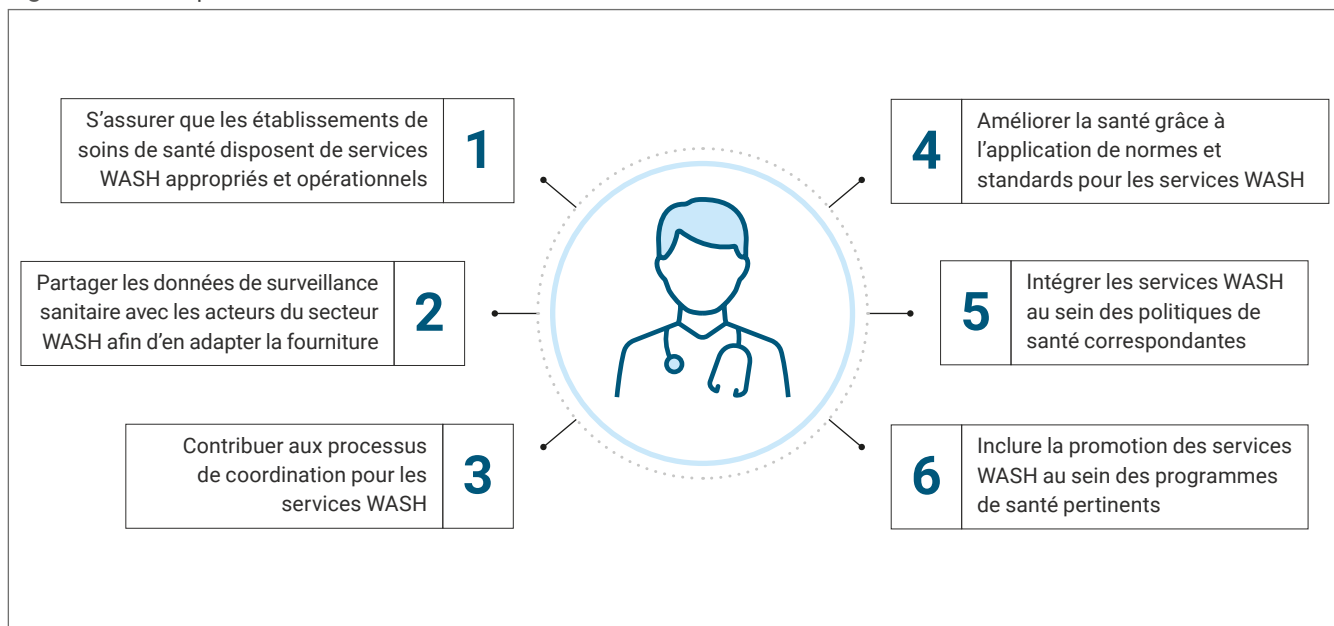 S'assurer que les établissements de
soins de santé disposent de services
WASH appropriés et opérationnels
1
Partager les données de surveillance
sanitaire avec les acteurs du secteur
WASH afin d'en adapter la fourniture
2
Contribuer aux processus
de coordination pour les
services WASH
3
4
Améliorer la santé grâce à
l'application de normes et
standards pour les services WASH
5
Intégrer les services WASH
au sein des politiques de
santé correspondantes
6
Inclure la promotion des services
WASH au sein des programmes
de santé pertinents